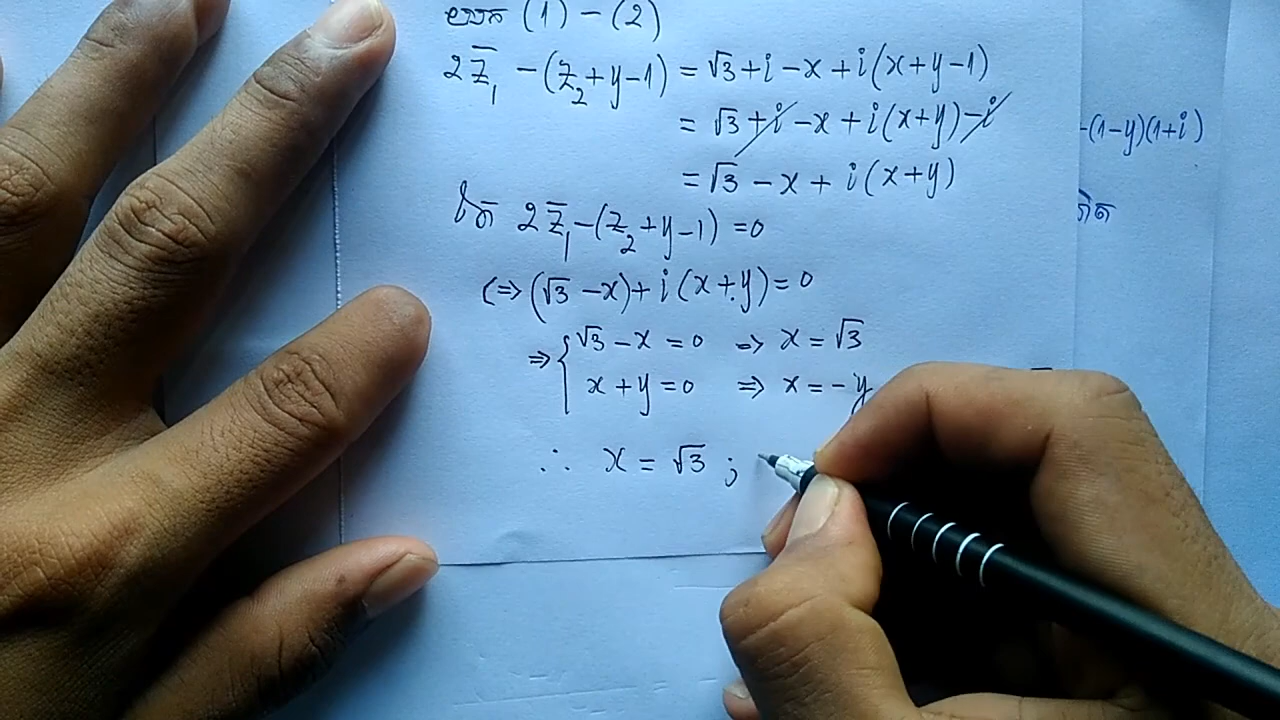 (1) - (2)
2z̄₁ - (z₂+y-1) = √3+i-x+i(x+y-1)
= √3+i-x+i(x+y)-i
= √3-x+i(x+y)
-(1-y)(1+i)
2z̄₁-(z₂+y-1)=0
(⇒(√3-x)+i(x+y)=0
⇒{√3-x=0 ⇒ x=√3
x+y=0 ⇒ x=-y
∴ x=√3 ;